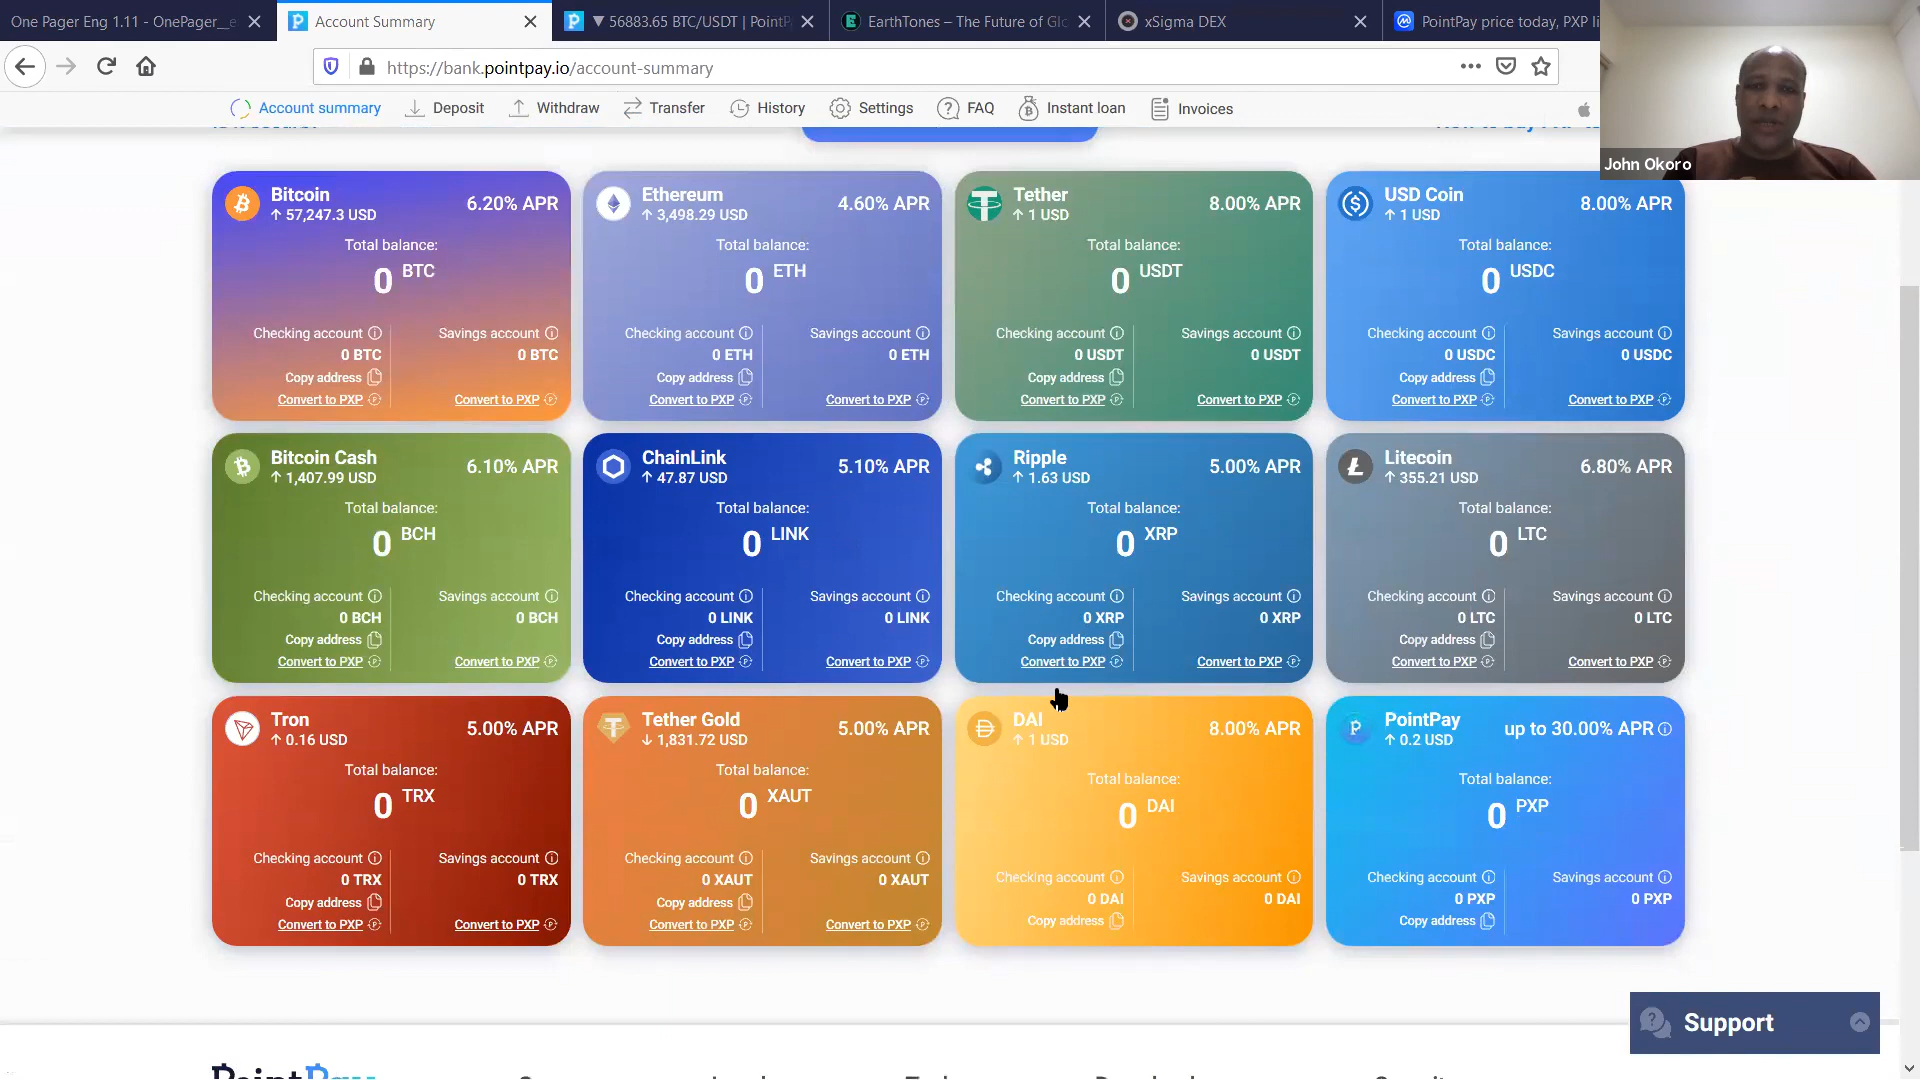 One Pager Eng 1.11 - OnePager__e
Account Summary
▼ 56883.65 BTC/USDT | PointP
EarthTones – The Future of Glo
xSigma DEX
PointPay price today, PXP li
https://bank.pointpay.io/account-summary
Account summary
Deposit
Withdraw
Transfer
History
Settings
FAQ
Instant loan
Invoices
John Okoro
Bitcoin
↑ 57,247.3 USD
6.20% APR
Total balance:
0 BTC
Checking account
Savings account
0 BTC
0 BTC
Copy address
Convert to PXP
Convert to PXP
Ethereum
↑ 3,498.29 USD
4.60% APR
Total balance:
0 ETH
Checking account
Savings account
0 ETH
0 ETH
Copy address
Convert to PXP
Convert to PXP
Tether
↑ 1 USD
8.00% APR
Total balance:
0 USDT
Checking account
Savings account
0 USDT
0 USDT
Copy address
Convert to PXP
Convert to PXP
USD Coin
↑ 1 USD
8.00% APR
Total balance:
0 USDC
Checking account
Savings account
0 USDC
0 USDC
Copy address
Convert to PXP
Convert to PXP
Bitcoin Cash
↑ 1,407.99 USD
6.10% APR
Total balance:
0 BCH
Checking account
Savings account
0 BCH
0 BCH
Copy address
Convert to PXP
Convert to PXP
ChainLink
↑ 47.87 USD
5.10% APR
Total balance:
0 LINK
Checking account
Savings account
0 LINK
0 LINK
Copy address
Convert to PXP
Convert to PXP
Ripple
↑ 1.63 USD
5.00% APR
Total balance:
0 XRP
Checking account
Savings account
0 XRP
0 XRP
Copy address
Convert to PXP
Convert to PXP
Litecoin
↑ 355.21 USD
6.80% APR
Total balance:
0 LTC
Checking account
Savings account
0 LTC
0 LTC
Copy address
Convert to PXP
Convert to PXP
Tron
↑ 0.16 USD
5.00% APR
Total balance:
0 TRX
Checking account
Savings account
0 TRX
0 TRX
Copy address
Convert to PXP
Convert to PXP
Tether Gold
↓ 1,831.72 USD
5.00% APR
Total balance:
0 XAUT
Checking account
Savings account
0 XAUT
0 XAUT
Copy address
Convert to PXP
Convert to PXP
DAI
↑ 1 USD
8.00% APR
Total balance:
0 DAI
Checking account
Savings account
0 DAI
0 DAI
Copy address
PointPay
↑ 0.2 USD
up to 30.00% APR
Total balance:
0 PXP
Checking account
Savings account
0 PXP
0 PXP
Copy address
Support
PointPay